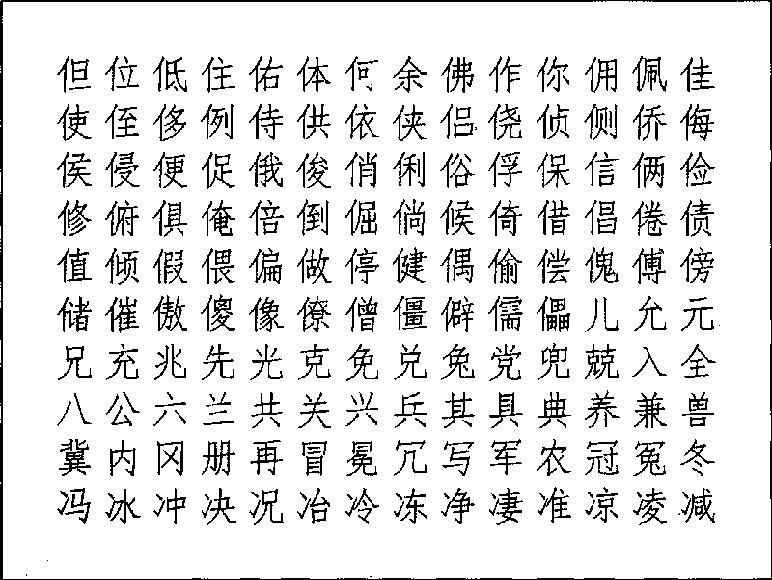 但位低住佑体何余佛作你佣佩佳
使侄侈例侍供依侠侣侥侦侧侨侮
侯侵便促俄俊俏俐俗俘保信俩俭
修俯俱俺倍倒倔倘候倚借倡倦债
值倾假偎偏做停健偶偷偿傀傅傍
储催傲傻像僚僧僵僻儒儡儿允元
兄充兆先光克免兑兔党兜兢入全
八公六兰共关兴兵其具典养兼兽
冀内冈册再冒冕冗写军农冠冤冬
冯冰冲决况冶冷冻净凄准凉凌减